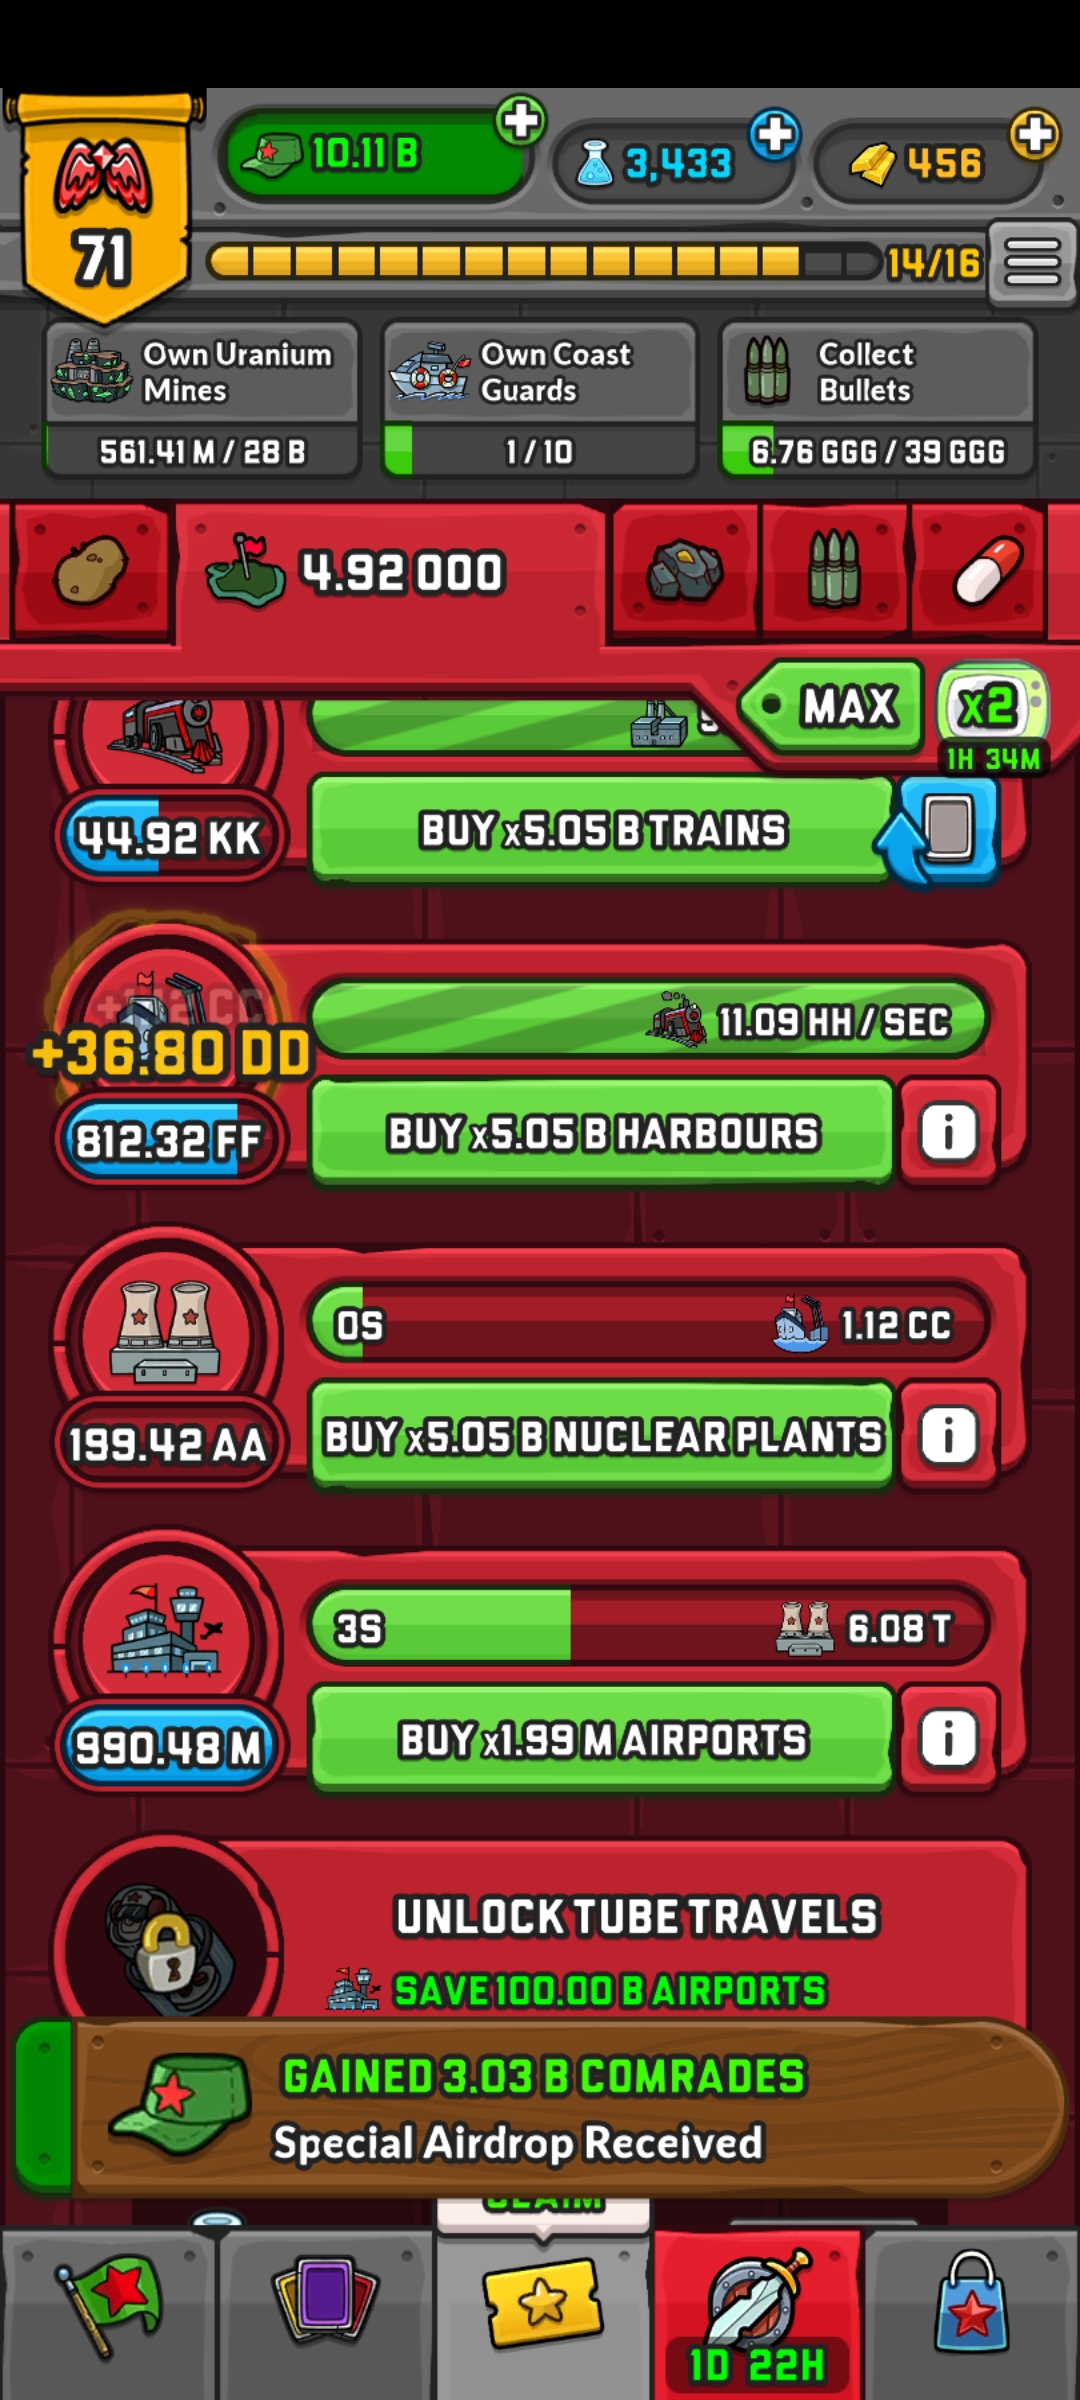 10.11 B
3,433
456
71
14/16
Own Uranium
Mines
Own Coast
Guards
Collect
Bullets
561.41 M / 28 B
1 / 10
6.76 GGG / 39 GGG
4.92 OOO
MAX
x2
1H 34M
44.92 KK
BUY x5.05 B TRAINS
+36.80 DD
11.09 HH / SEC
812.32 FF
BUY x5.05 B HARBOURS
i
0S
1.12 CC
199.42 AA
BUY x5.05 B NUCLEAR PLANTS
i
3S
6.08 T
990.48 M
BUY x1.99 M AIRPORTS
i
UNLOCK TUBE TRAVELS
SAVE 100.00 B AIRPORTS
GAINED 3.03 B COMRADES
Special Airdrop Received
CLAIM
1D 22H